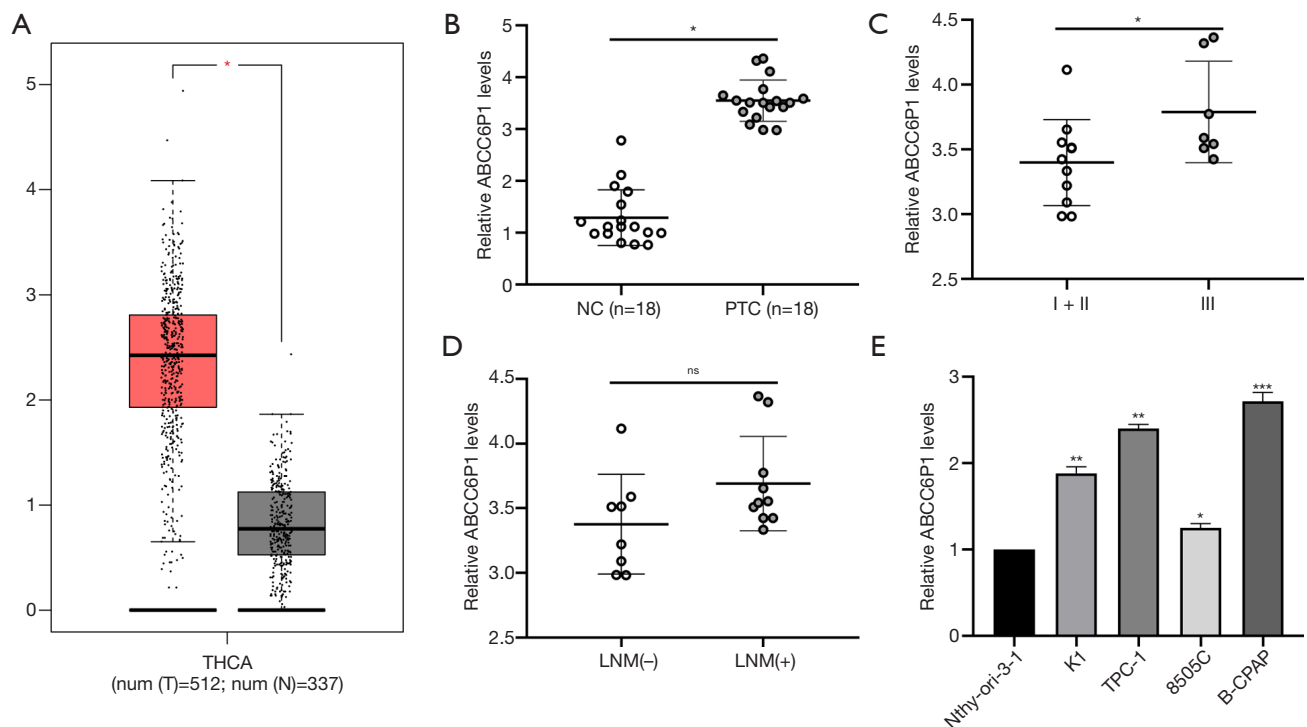 A
5
4
3
2
1
0
*
THCA
(num (T)=512; num (N)=337)
B
Relative ABCC6P1 levels
5
4
3
2
1
0
*
NC (n=18)
PTC (n=18)
C
Relative ABCC6P1 levels
4.5
4.0
3.5
3.0
2.5
*
I + II
III
D
Relative ABCC6P1 levels
4.5
4.0
3.5
3.0
2.5
ns
LNM(–)
LNM(+)
E
Relative ABCC6P1 levels
3
2
1
0
**
**
*
***
Nthy-ori-3-1
K1
TPC-1
8505C
B-CPAP